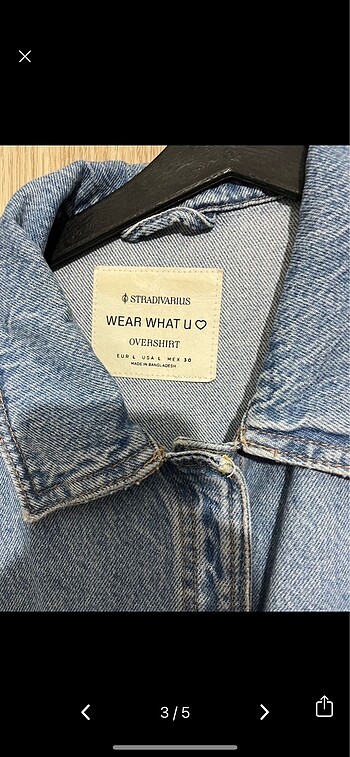 STRADIVARIUS
WEAR WHAT U ♡
OVERSHIRT
EUR L USA L MEX 30
MADE IN BANGLADESH
3/5